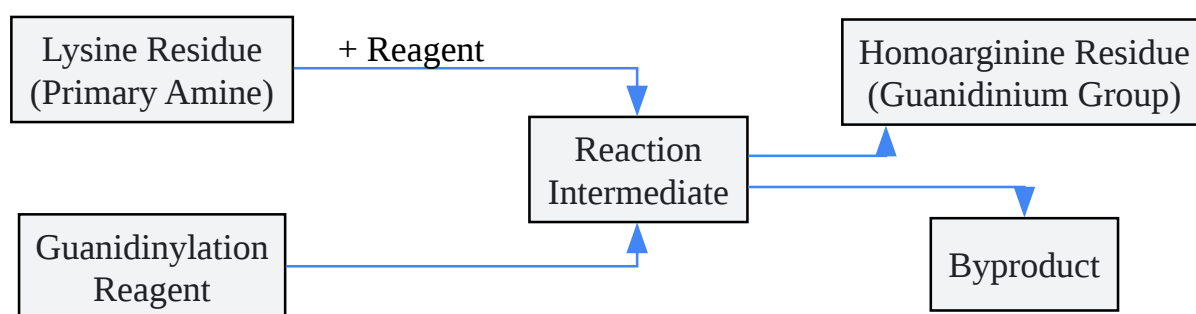 Lysine Residue
(Primary Amine)
+ Reagent
Homoarginine Residue
(Guanidinium Group)
Reaction
Intermediate
Guanidinylation
Reagent
Byproduct